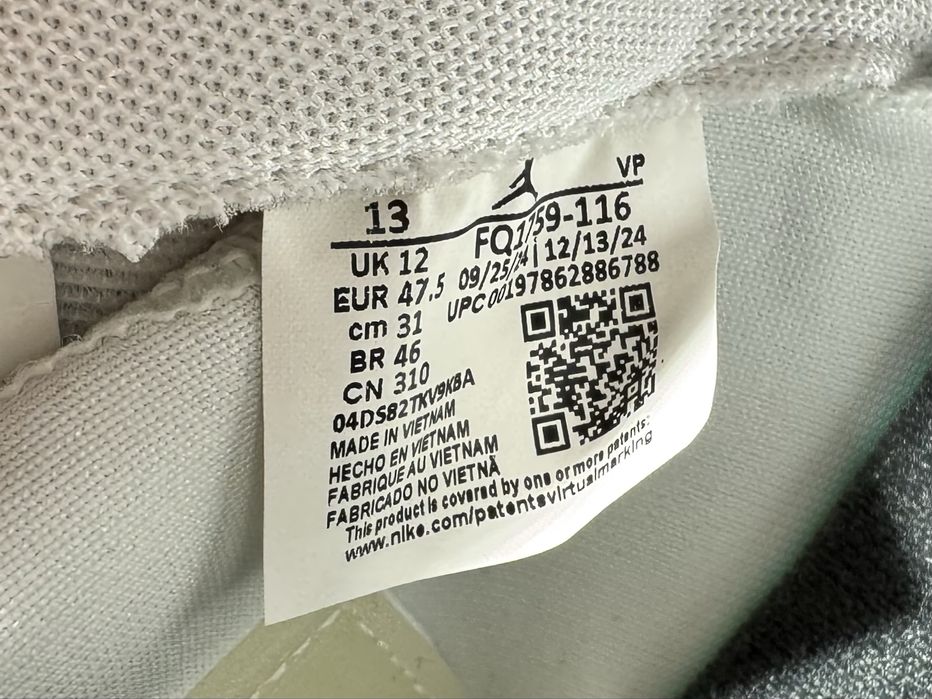 13
VP
UK 12
EUR 47.5
cm 31
BR 46
CN 310
FQ1759-116
09/25/24 | 12/13/24
UPC 00197862886788
04DS82TKV9KBA
MADE IN VIETNAM
HECHO EN VIETNAM
FABRIQUÉ AU VIETNAM
FABRICADO NO VIETNÃ
This product is covered by one or more patents:
www.nike.com/patentsvirtualmarking